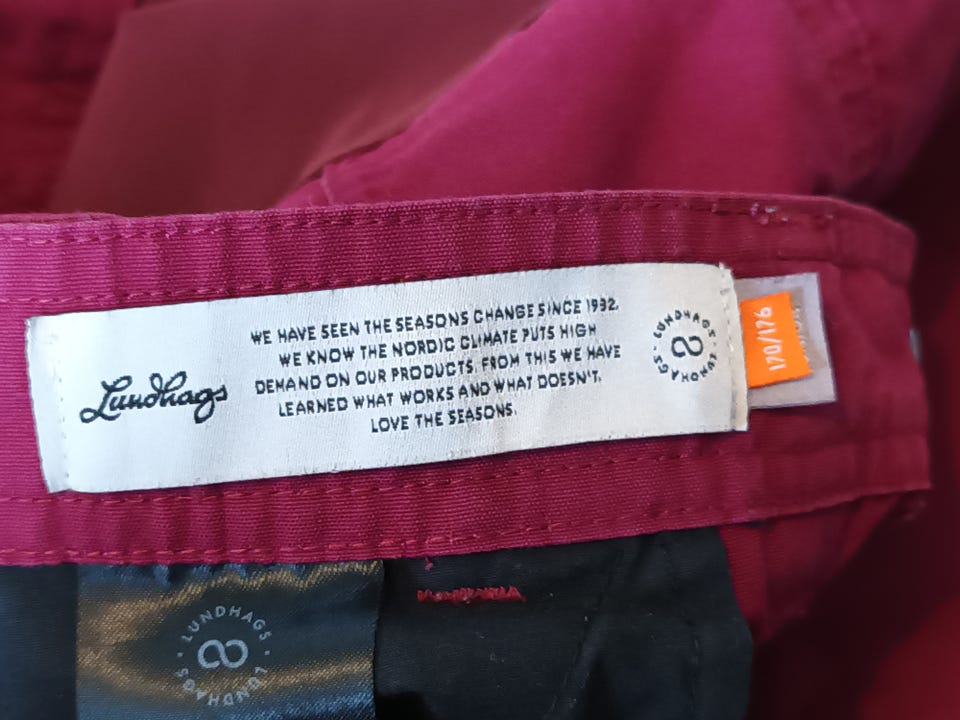 Lundhags
WE HAVE SEEN THE SEASONS CHANGE SINCE 1932.
WE KNOW THE NORDIC CLIMATE PUTS HIGH
DEMAND ON OUR PRODUCTS. FROM THIS WE HAVE
LEARNED WHAT WORKS AND WHAT DOESN'T.
LOVE THE SEASONS.
LUNDHAGS · LUNDHAGS ·
170/176
LUNDHAGS · LUNDHAGS ·